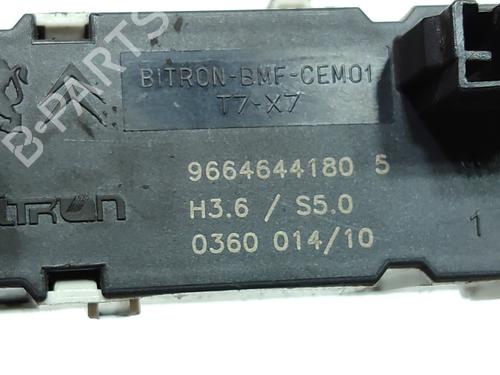 BITRON-BMF-CEM01
T7-X7
9664644180 5
H3.6 / S5.0
0360 014/10
1
B-PARTS